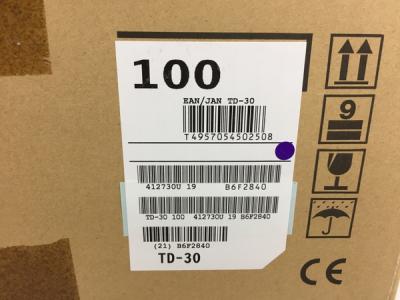 100
EAN/JAN TD-30
T4957054502508
412730U 19 B6F2840
TD-30 100 412730U 19 B6F2840
(21) B6F2840
TD-30
9
CE